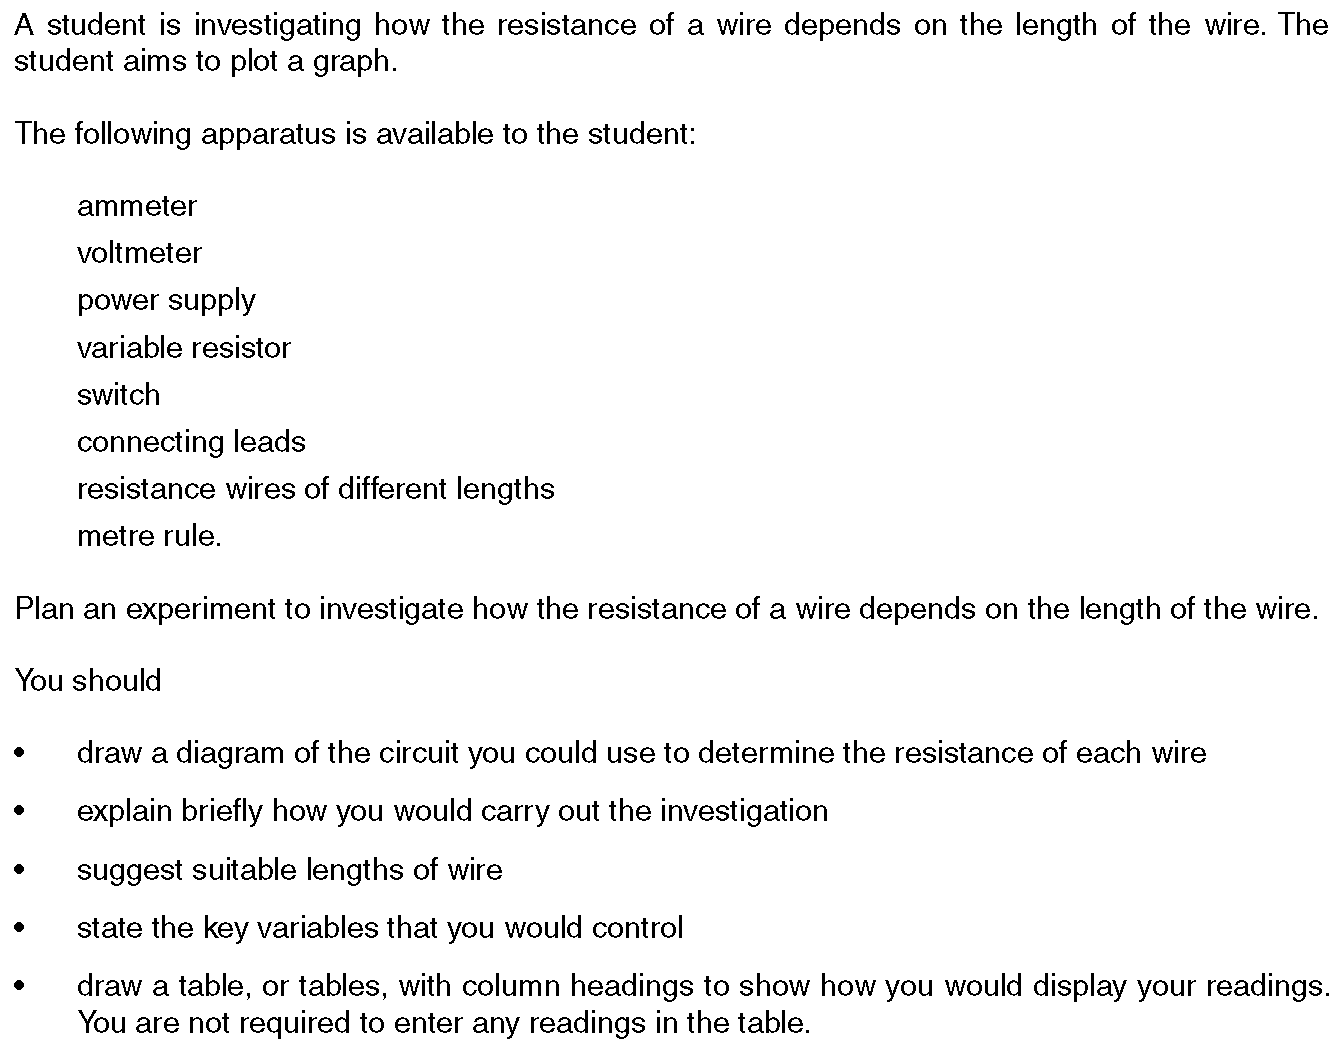 A student is investigating how the resistance of a wire depends on the length of the wire. The
student aims to plot a graph.
The following apparatus is available to the student:
ammeter
voltmeter
power supply
variable resistor
switch
connecting leads
resistance wires of different lengths
metre rule.
Plan an experiment to investigate how the resistance of a wire depends on the length of the wire.
You should
• draw a diagram of the circuit you could use to determine the resistance of each wire
• explain briefly how you would carry out the investigation
• suggest suitable lengths of wire
• state the key variables that you would control
• draw a table, or tables, with column headings to show how you would display your readings.
You are not required to enter any readings in the table.